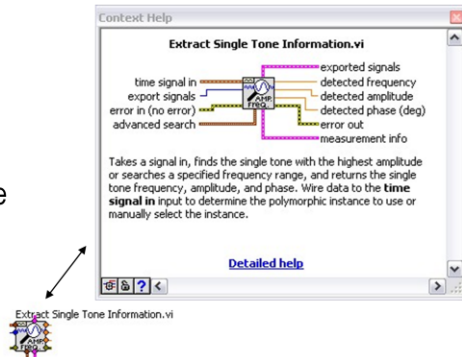 Context Help
Extract Single Tone Information.vi
exported signals
time signal in
detected frequency
export signals
detected amplitude
error in (no error)
detected phase (deg)
advanced search
error out
measurement info
AMP
Freq.
Takes a signal in, finds the single tone with the highest amplitude
or searches a specified frequency range, and returns the single
tone frequency, amplitude, and phase. Wire data to the time
signal in input to determine the polymorphic instance to use or
manually select the instance.
e
Detailed help
?
Extract Single Tone Information.vi
AMP
FREQ.